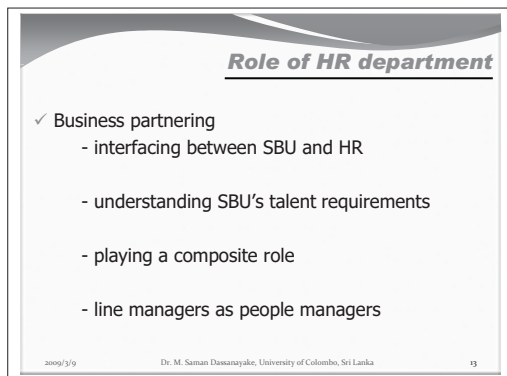 Role of HR department
✓ Business partnering
- interfacing between SBU and HR
- understanding SBU's talent requirements
- playing a composite role
- line managers as people managers
2009/3/9 Dr. M. Saman Dassanayake, University of Colombo, Sri Lanka 13